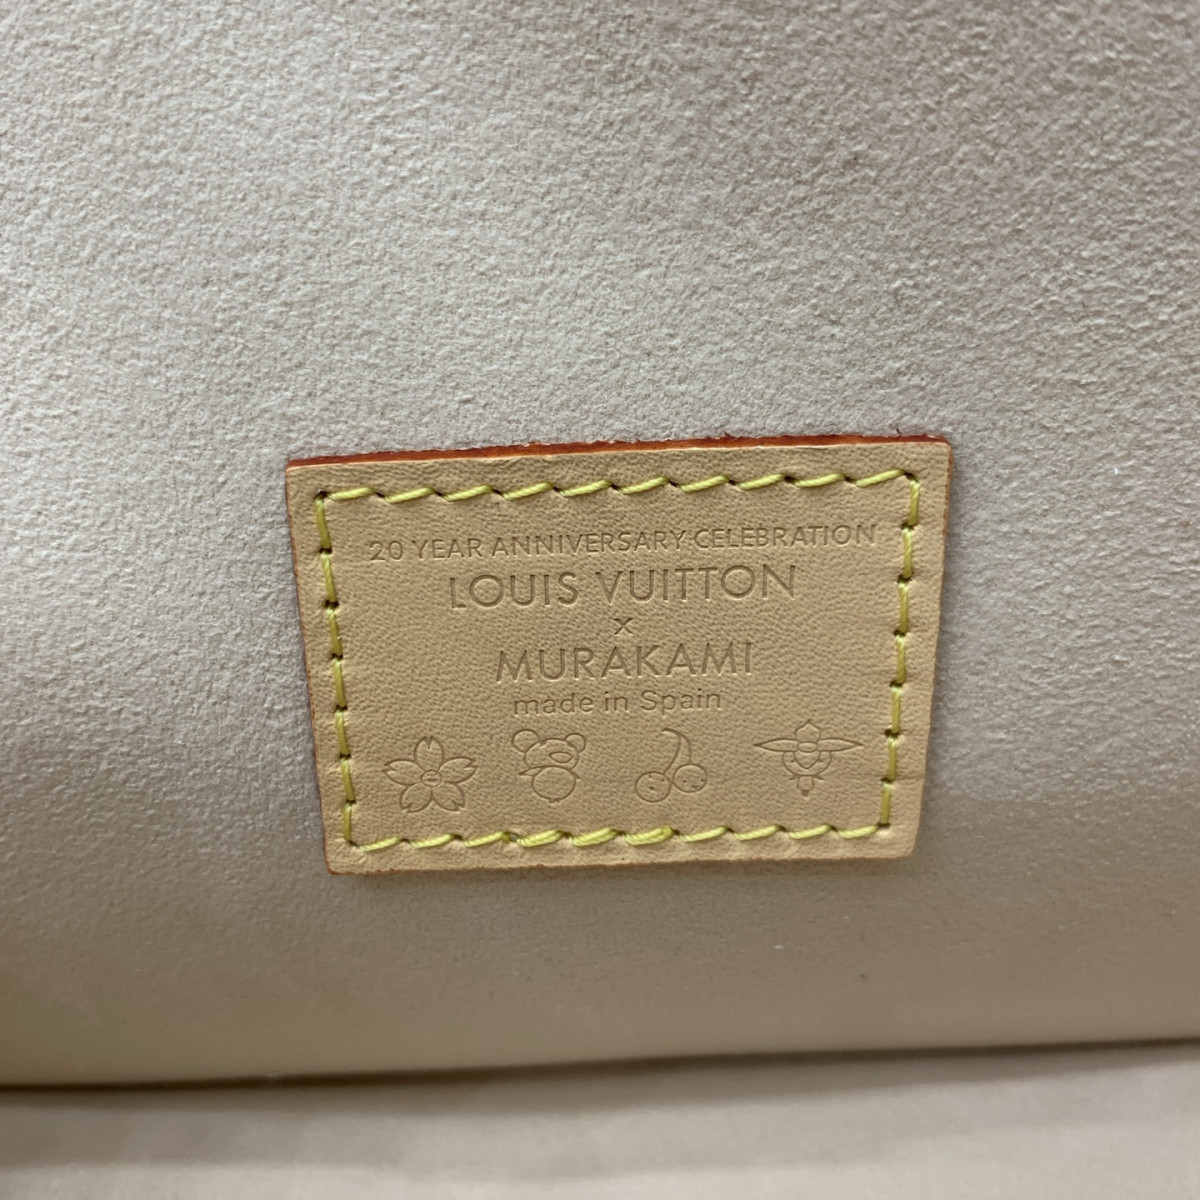 20 YEAR ANNIVERSARY CELEBRATION
LOUIS VUITTON
×
MURAKAMI
made in Spain